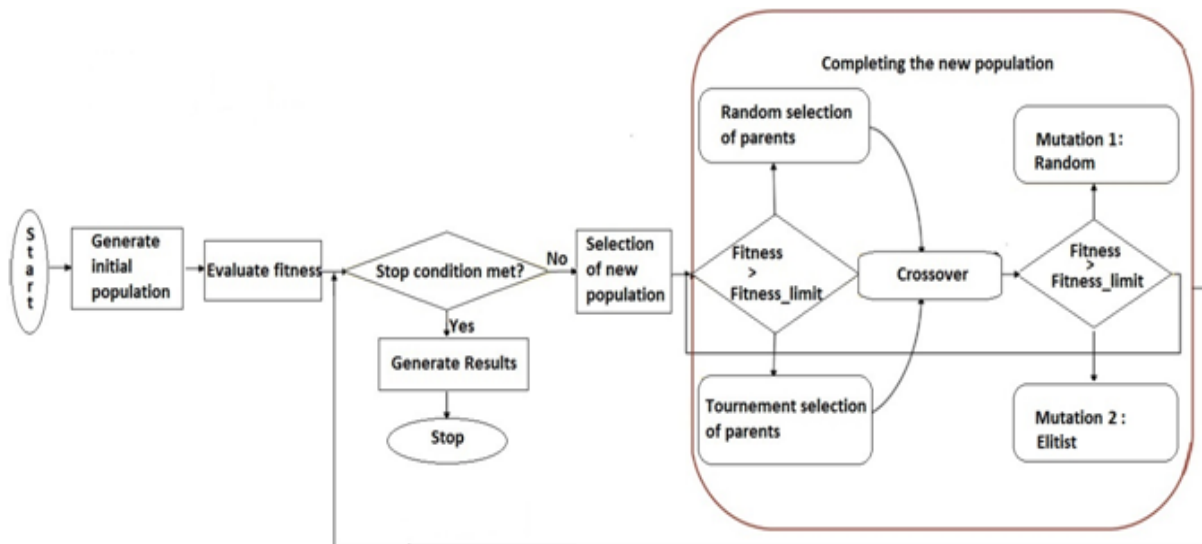 Completing the new population
Random selection
of parents
Mutation 1:
Random
Start
Generate
initial
population
Evaluate fitness
Stop condition met?
No
Selection
of new
population
Fitness
>
Fitness_limit
Crossover
Fitness
>
Fitness_limit
Yes
Generate Results
Stop
Tournement selection
of parents
Mutation 2 :
Elitist